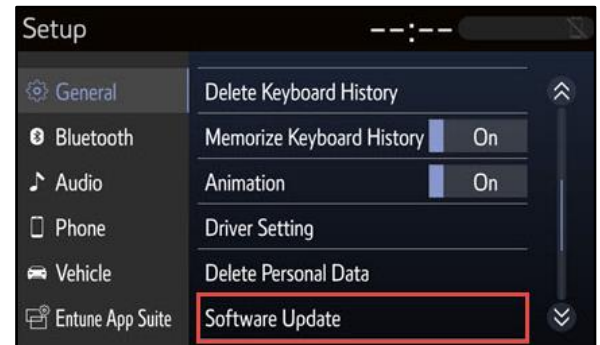 Setup --:--
General
Bluetooth
Audio
Phone
Vehicle
Entune App Suite
Delete Keyboard History
Memorize Keyboard History On
Animation On
Driver Setting
Delete Personal Data
Software Update